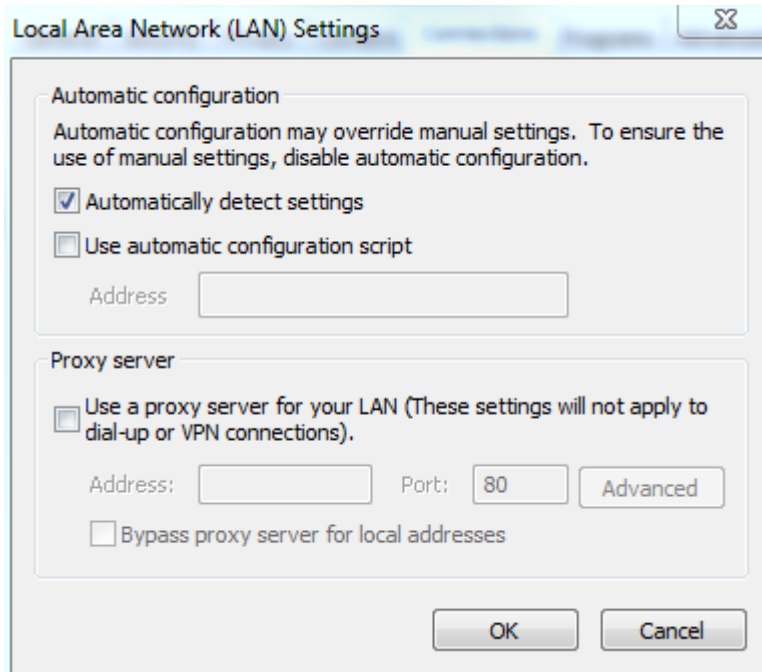 Local Area Network (LAN) Settings
Automatic configuration
Automatic configuration may override manual settings. To ensure the
use of manual settings, disable automatic configuration.
Automatically detect settings
Use automatic configuration script
Address
Proxy server
Use a proxy server for your LAN (These settings will not apply to
dial-up or VPN connections).
Address: Port: 80 Advanced
Bypass proxy server for local addresses
OK Cancel